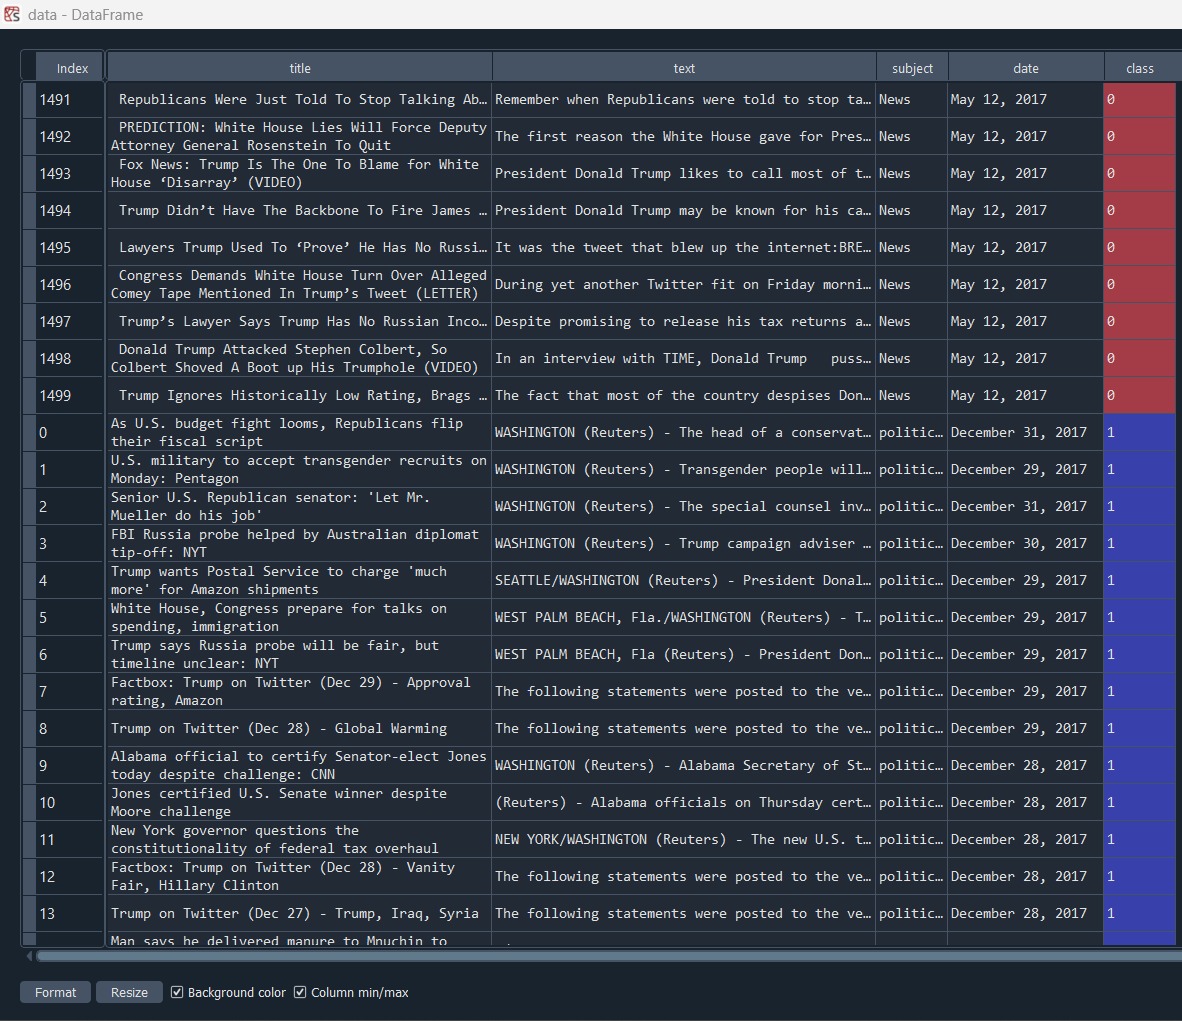 data - DataFrame
Index title text subject date class
1491 Republicans Were Just Told To Stop Talking Ab… Remember when Republicans were told to stop ta… News May 12, 2017 0
1492 PREDICTION: White House Lies Will Force Deputy
Attorney General Rosenstein To Quit The first reason the White House gave for Pres… News May 12, 2017 0
1493 Fox News: Trump Is The One To Blame for White
House ‘Disarray’ (VIDEO) President Donald Trump likes to call most of t… News May 12, 2017 0
1494 Trump Didn’t Have The Backbone To Fire James … President Donald Trump may be known for his ca… News May 12, 2017 0
1495 Lawyers Trump Used To ‘Prove’ He Has No Russi… It was the tweet that blew up the internet:BRE… News May 12, 2017 0
1496 Congress Demands White House Turn Over Alleged
Comey Tape Mentioned In Trump’s Tweet (LETTER) During yet another Twitter fit on Friday morni… News May 12, 2017 0
1497 Trump’s Lawyer Says Trump Has No Russian Inco… Despite promising to release his tax returns a… News May 12, 2017 0
1498 Donald Trump Attacked Stephen Colbert, So
Colbert Shoved A Boot up His Trumphole (VIDEO) In an interview with TIME, Donald Trump puss… News May 12, 2017 0
1499 Trump Ignores Historically Low Rating, Brags … The fact that most of the country despises Don… News May 12, 2017 0
0 As U.S. budget fight looms, Republicans flip
their fiscal script WASHINGTON (Reuters) - The head of a conservat… politic… December 31, 2017 1
1 U.S. military to accept transgender recruits on
Monday: Pentagon WASHINGTON (Reuters) - Transgender people will… politic… December 29, 2017 1
2 Senior U.S. Republican senator: 'Let Mr.
Mueller do his job' WASHINGTON (Reuters) - The special counsel inv… politic… December 31, 2017 1
3 FBI Russia probe helped by Australian diplomat
tip-off: NYT WASHINGTON (Reuters) - Trump campaign adviser … politic… December 30, 2017 1
4 Trump wants Postal Service to charge 'much
more' for Amazon shipments SEATTLE/WASHINGTON (Reuters) - President Donal… politic… December 29, 2017 1
5 White House, Congress prepare for talks on
spending, immigration WEST PALM BEACH, Fla./WASHINGTON (Reuters) - T… politic… December 29, 2017 1
6 Trump says Russia probe will be fair, but
timeline unclear: NYT WEST PALM BEACH, Fla (Reuters) - President Don… politic… December 29, 2017 1
7 Factbox: Trump on Twitter (Dec 29) - Approval
rating, Amazon The following statements were posted to the ve… politic… December 29, 2017 1
8 Trump on Twitter (Dec 28) - Global Warming The following statements were posted to the ve… politic… December 29, 2017 1
9 Alabama official to certify Senator-elect Jones
today despite challenge: CNN WASHINGTON (Reuters) - Alabama Secretary of St… politic… December 28, 2017 1
10 Jones certified U.S. Senate winner despite
Moore challenge (Reuters) - Alabama officials on Thursday cert… politic… December 28, 2017 1
11 New York governor questions the
constitutionality of federal tax overhaul NEW YORK/WASHINGTON (Reuters) - The new U.S. t… politic… December 28, 2017 1
12 Factbox: Trump on Twitter (Dec 28) - Vanity
Fair, Hillary Clinton The following statements were posted to the ve… politic… December 28, 2017 1
13 Trump on Twitter (Dec 27) - Trump, Iraq, Syria The following statements were posted to the ve… politic… December 28, 2017 1
Man says he delivered manure to Mnuchin to
Format Resize Background color Column min/max